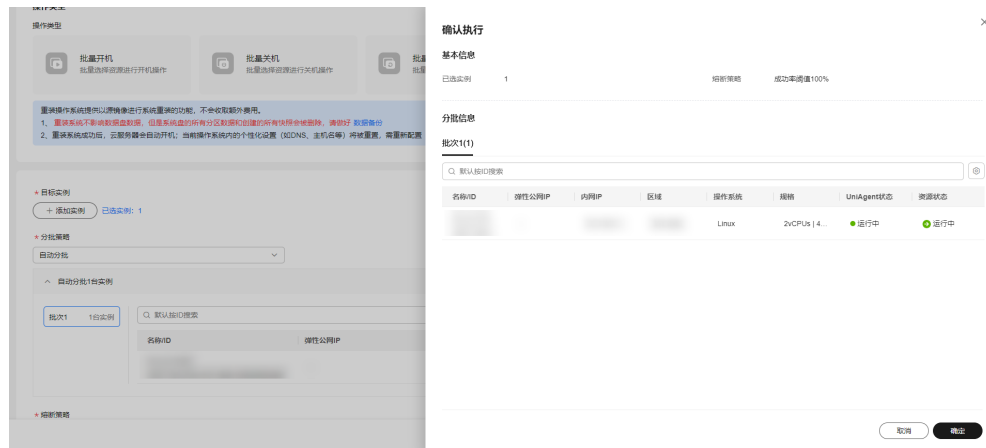 操作类型
操作类型
批量开机
批量选择资源进行开机操作
批量关机
批量选择资源进行关机操作
重装操作系统提供以源镜像进行系统重装的功能，不会收取额外费用。
1、重装系统不影响数据盘数据，但是系统盘的所有分区数据和创建的所有快照会被删除，请做好 数据备份
2、重装系统成功后，云服务器会自动开机；当前操作系统内的个性化设置（如DNS、主机名等）将被重置，需重新配置
* 目标实例
+ 添加实例 已选实例：1
* 分批策略
自动分批
自动分批1台实例
批次1 1台实例
默认按ID搜索
名称/ID 弹性公网IP
* 熔断策略
确认执行
基本信息
已选实例 1 熔断策略 成功率阈值100%
分批信息
批次1(1)
默认按ID搜索
名称/ID 弹性公网IP 内网IP 区域 操作系统 规格 UniAgent状态 资源状态
Linux 2vCPUs | 4... 运行中 运行中
取消 确定